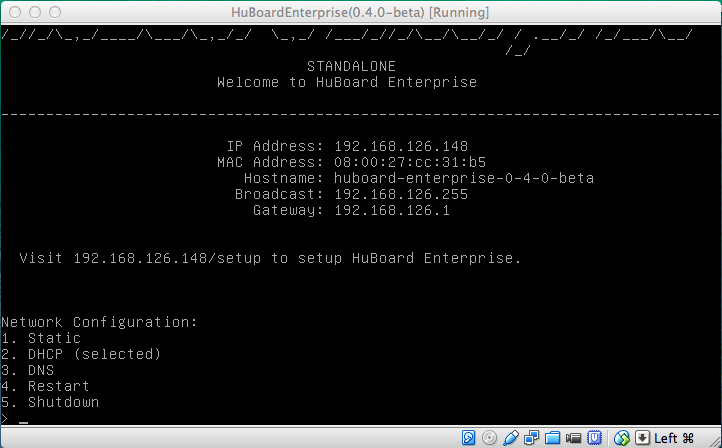 HuBoardEnterprise(0.4.0-beta) [Running]
/_//_/\_,_/____/\___/\_,_/_/  \_,_/ /___/_//_/\__/\__/_/ / .__/_/ /_/___/\__/
/_/
STANDALONE
Welcome to HuBoard Enterprise
--------------------------------------------------------------------------------
IP Address: 192.168.126.148
MAC Address: 08:00:27:cc:31:b5
Hostname: huboard-enterprise-0-4-0-beta
Broadcast: 192.168.126.255
Gateway: 192.168.126.1
Visit 192.168.126.148/setup to setup HuBoard Enterprise.
Network Configuration:
1. Static
2. DHCP (selected)
3. DNS
4. Restart
5. Shutdown
> _
Left ⌘